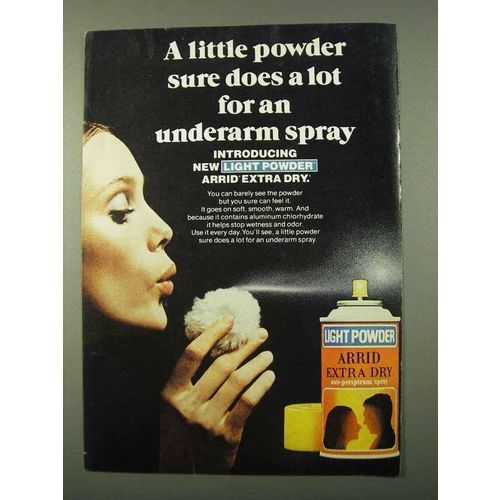 A little powder
sure does a lot
for an
underarm spray
INTRODUCING
NEW LIGHT POWDER
ARRID EXTRA DRY.
You can barely see the powder
but you sure can feel it.
It goes on soft, smooth, warm. And
because it contains aluminum chlorhydrate
it helps stop wetness and odor.
Use it every day. You'll see, a little powder
sure does a lot for an underarm spray.
LIGHT POWDER
ARRID
EXTRA DRY
anti-perspirant spray